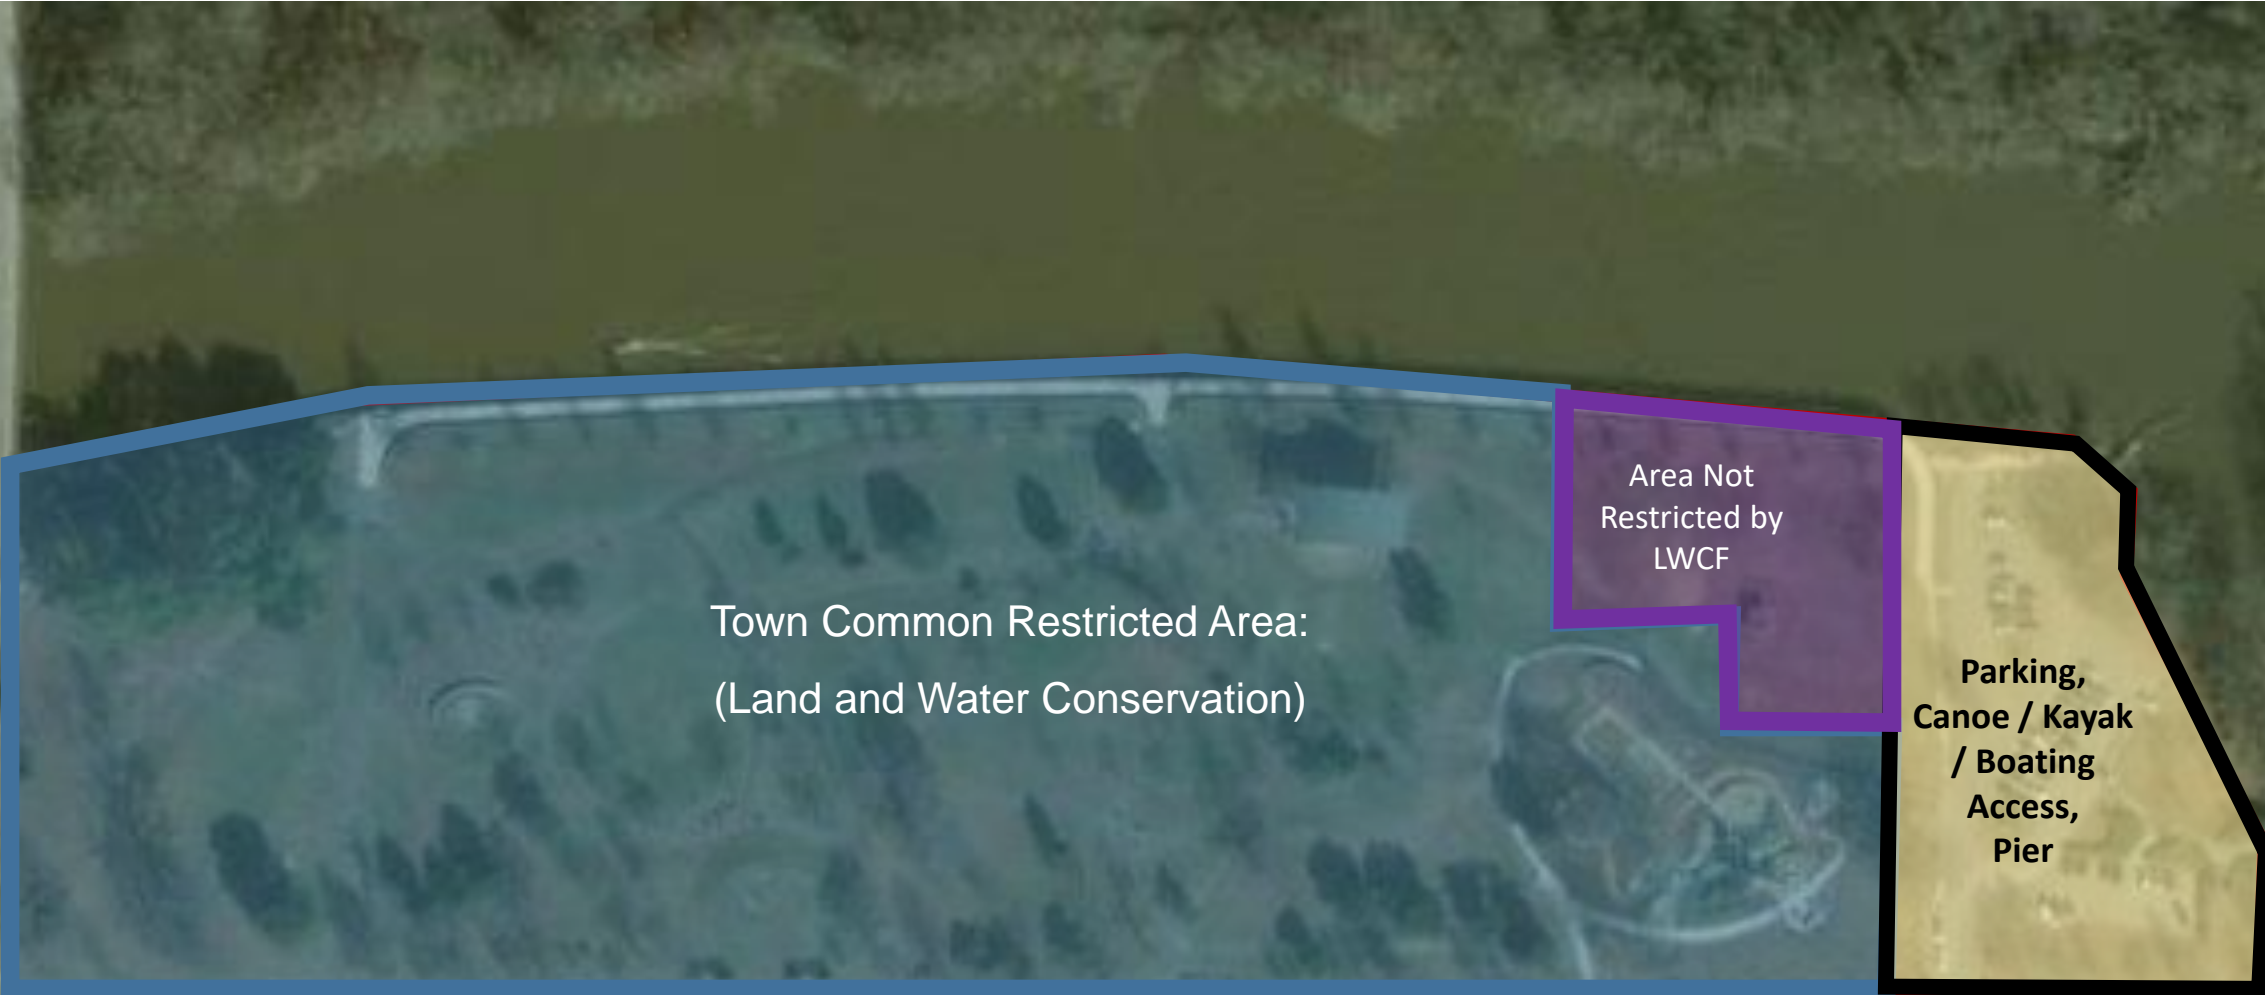 Area Not
Restricted by
LWCF
Town Common Restricted Area:
(Land and Water Conservation)
Parking,
Canoe / Kayak
/ Boating
Access,
Pier